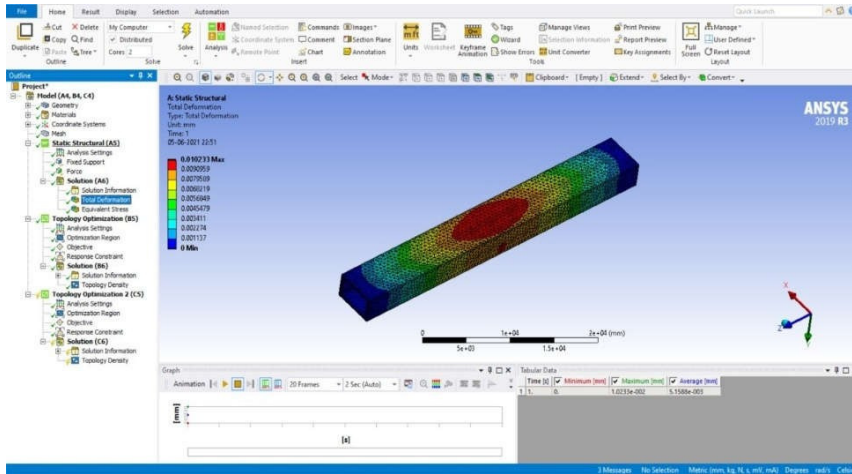 File Home Result Display Selection Automation Quick Launch
Duplicate
Cut
Copy
Paste
Delete
Find
Tree
Outline
My Computer
Distributed
Cores 2
Solve
Solve
Analysis
Named Selection
Coordinate System
Remote Point
Commands
Comment
Chart
Images
Section Plane
Annotation
Insert
Units
Worksheet
Keyframe Animation
Tags
Wizard
Show Errors
Manage Views
Selection Information
Unit Converter
Print Preview
Report Preview
Key Assignments
Tools
Full Screen
Manage
User Defined
Reset Layout
Layout
Outline
Select Mode Clipboard [Empty] Extend Select By Convert
Project*
Model (A4, B4, C4)
Geometry
Materials
Coordinate Systems
Mesh
Static Structural (A5)
Analysis Settings
Fixed Support
Force
Solution (A6)
Solution Information
Total Deformation
Equivalent Stress
Topology Optimization (B5)
Analysis Settings
Optimization Region
Objective
Response Constraint
Solution (B6)
Solution Information
Topology Density
Topology Optimization 2 (C5)
Analysis Settings
Optimization Region
Objective
Response Constraint
Solution (C6)
Solution Information
Topology Density
A: Static Structural
Total Deformation
Type: Total Deformation
Unit: mm
Time: 1
05-06-2021 22:51
0.010233 Max
0.0090959
0.0068219
0.0045479
0.003411
0.002274
0.001137
0 Min
ANSYS
2019 R3
X
Y
Z
0 1e+04 2e+04 (mm)
5e+03 1.5e+04
Graph
Animation 20 Frames 2 Sec (Auto)
[mm]
[s]
Tabular Data
Time [s] Minimum [mm] Maximum [mm] Average [mm]
1 1. 0. 1.0233e-002 5.1588e-003
3 Messages No Selection Metric (mm, kg, N, s, mV, mA) Degrees rad/s